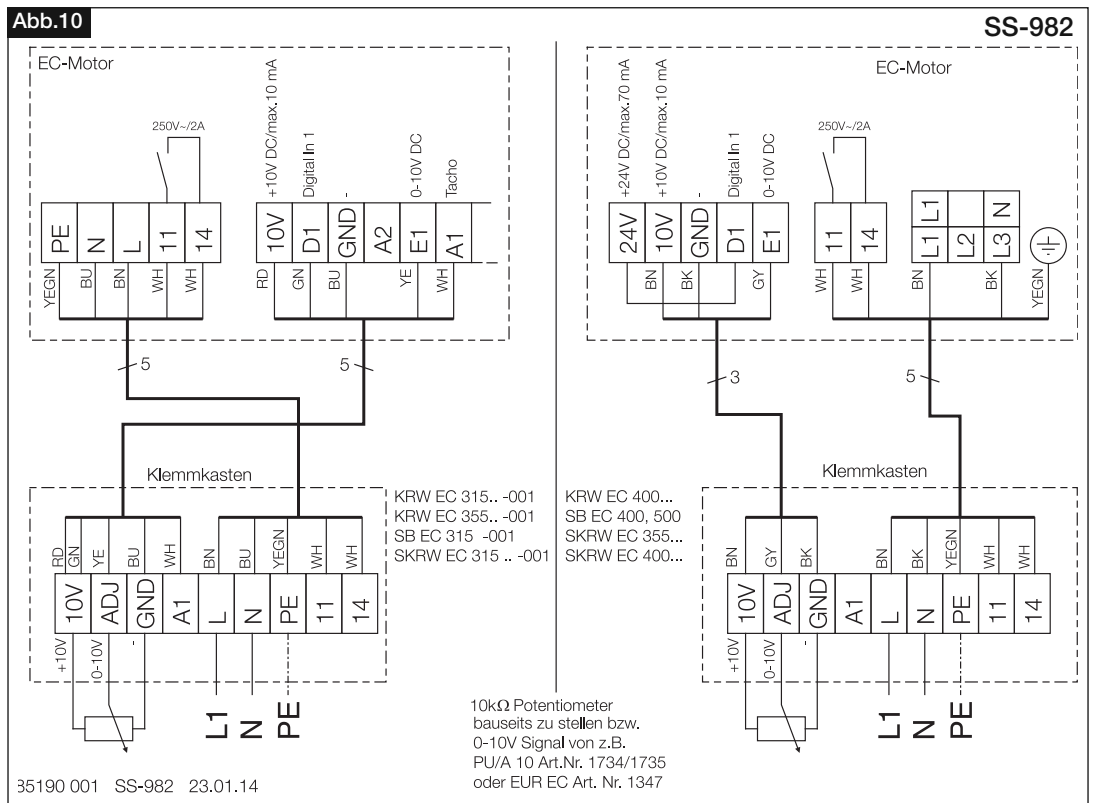 Abb.10
SS-982
EC-Motor
250V~/2A
+10V DC/max.10 mA
Digital In 1
-
0-10V DC
Tacho
PE
N
L
11
14
10V
D1
GND
A2
E1
A1
YEGN
BU
BN
WH
WH
RD
GN
BU
YE
WH
5
5
Klemmkasten
RD
GN
YE
BU
WH
BN
BU
YEGN
WH
WH
10V
ADJ
GND
A1
L
N
PE
11
14
+10V
0-10V
-
L1
N
PE
KRW EC 315.. -001
KRW EC 355.. -001
SB EC 315 -001
SKRW EC 315 .. -001
EC-Motor
+24V DC/max.70 mA
+10V DC/max.10 mA
-
Digital In 1
0-10V DC
250V~/2A
24V
10V
GND
D1
E1
11
14
L1
L1
L2
L3
N
BN
BK
GY
WH
WH
BN
BK
YEGN
3
5
Klemmkasten
KRW EC 400...
SB EC 400, 500
SKRW EC 355...
SKRW EC 400...
BN
GY
BK
BN
BK
YEGN
WH
WH
10V
ADJ
GND
A1
L
N
PE
11
14
+10V
0-10V
-
L1
N
PE
10kΩ Potentiometer
bauseits zu stellen bzw.
0-10V Signal von z.B.
PU/A 10 Art.Nr. 1734/1735
oder EUR EC Art. Nr. 1347
85190 001 SS-982 23.01.14